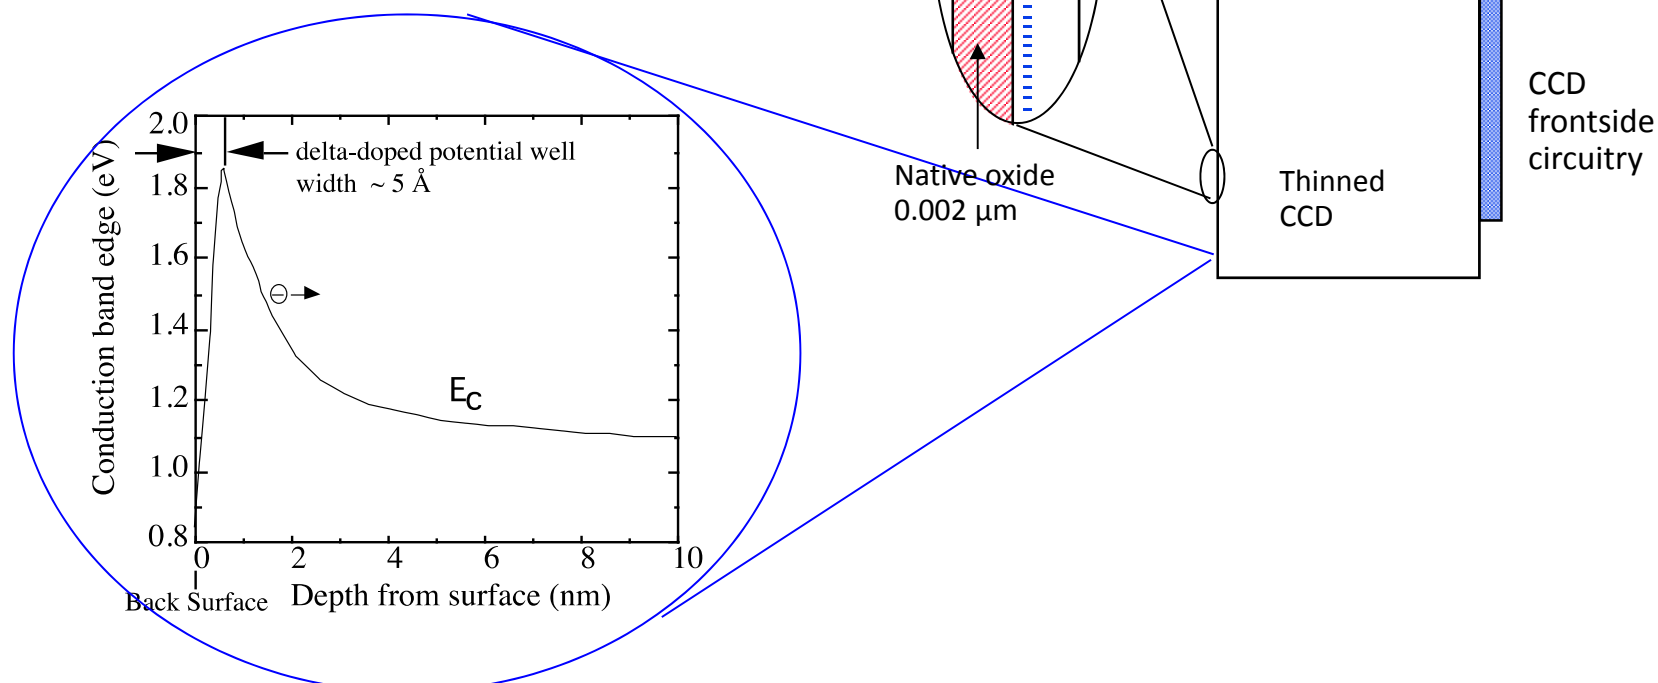 2.0
1.8
1.6
1.4
1.2
1.0
0.8
Conduction band edge (eV)
delta-doped potential well
width ~ 5 Å
E_C
0 2 4 6 8 10
Back Surface
Depth from surface (nm)
Native oxide
0.002 μm
Thinned
CCD
CCD
frontside
circuitry